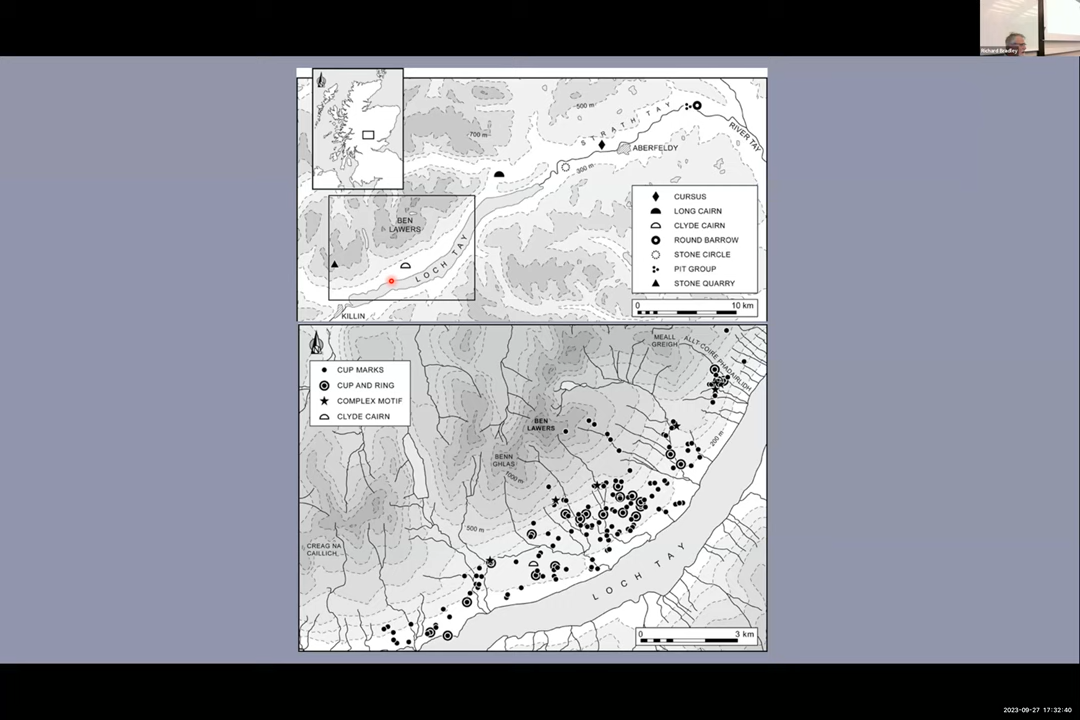 Richard Bradley
500 m
700 m
STRATH TAY
RIVER TAY
ABERFELDY
300 m
BEN
LAWERS
LOCH TAY
KILLIN
CURSUS
LONG CAIRN
CLYDE CAIRN
ROUND BARROW
STONE CIRCLE
PIT GROUP
STONE QUARRY
0 10 km
CUP MARKS
CUP AND RING
COMPLEX MOTIF
CLYDE CAIRN
MEALL
GREIGH
ALLT COIRE PHADAIRLIDH
BEN
LAWERS
BENN
GHLAS
1000 m
200 m
500 m
CREAG NA
CAILLICH
LOCH TAY
0 3 km
2023-09-27 17:32:40